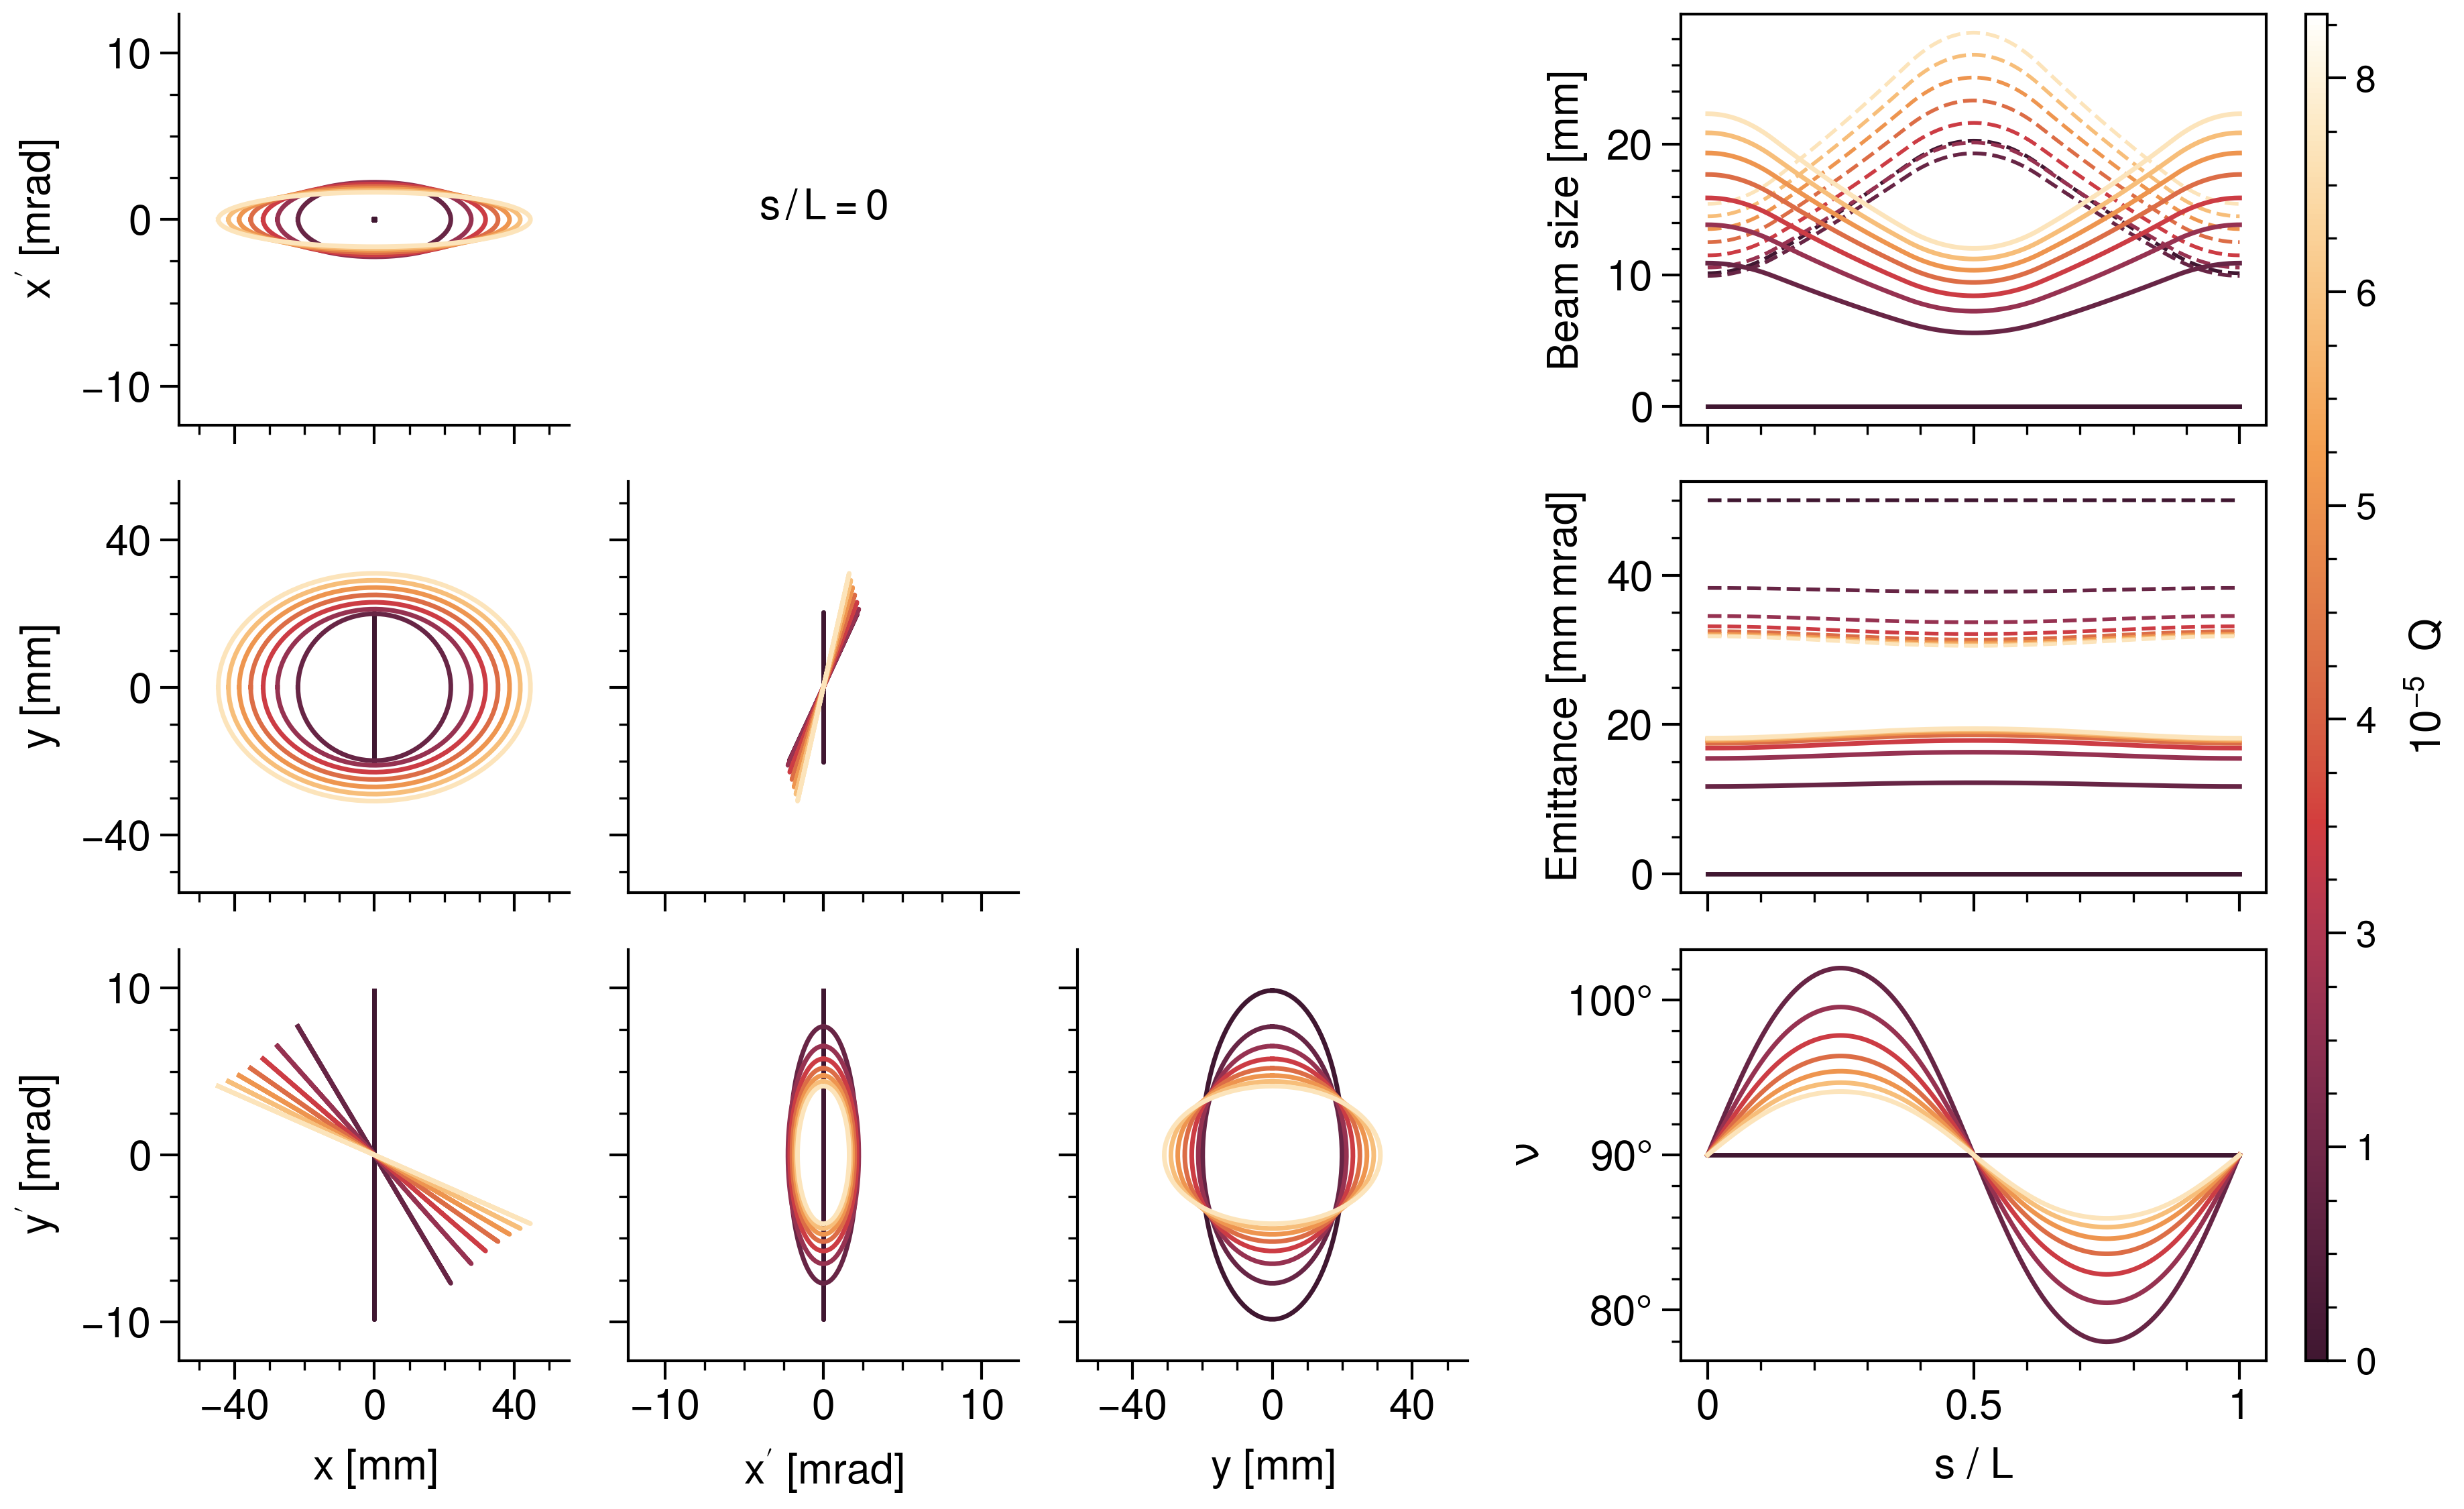 10
0
−10
x′ [mrad]
s / L = 0
20
10
0
Beam size [mm]
40
0
−40
y [mm]
40
20
0
Emittance [mm mrad]
10
0
−10
y′ [mrad]
−40 0 40
x [mm]
−10 0 10
x′ [mrad]
−40 0 40
y [mm]
100°
90°
80°
ν
0 0.5 1
s / L
8
6
5
4
3
1
0
10⁻⁵ Q